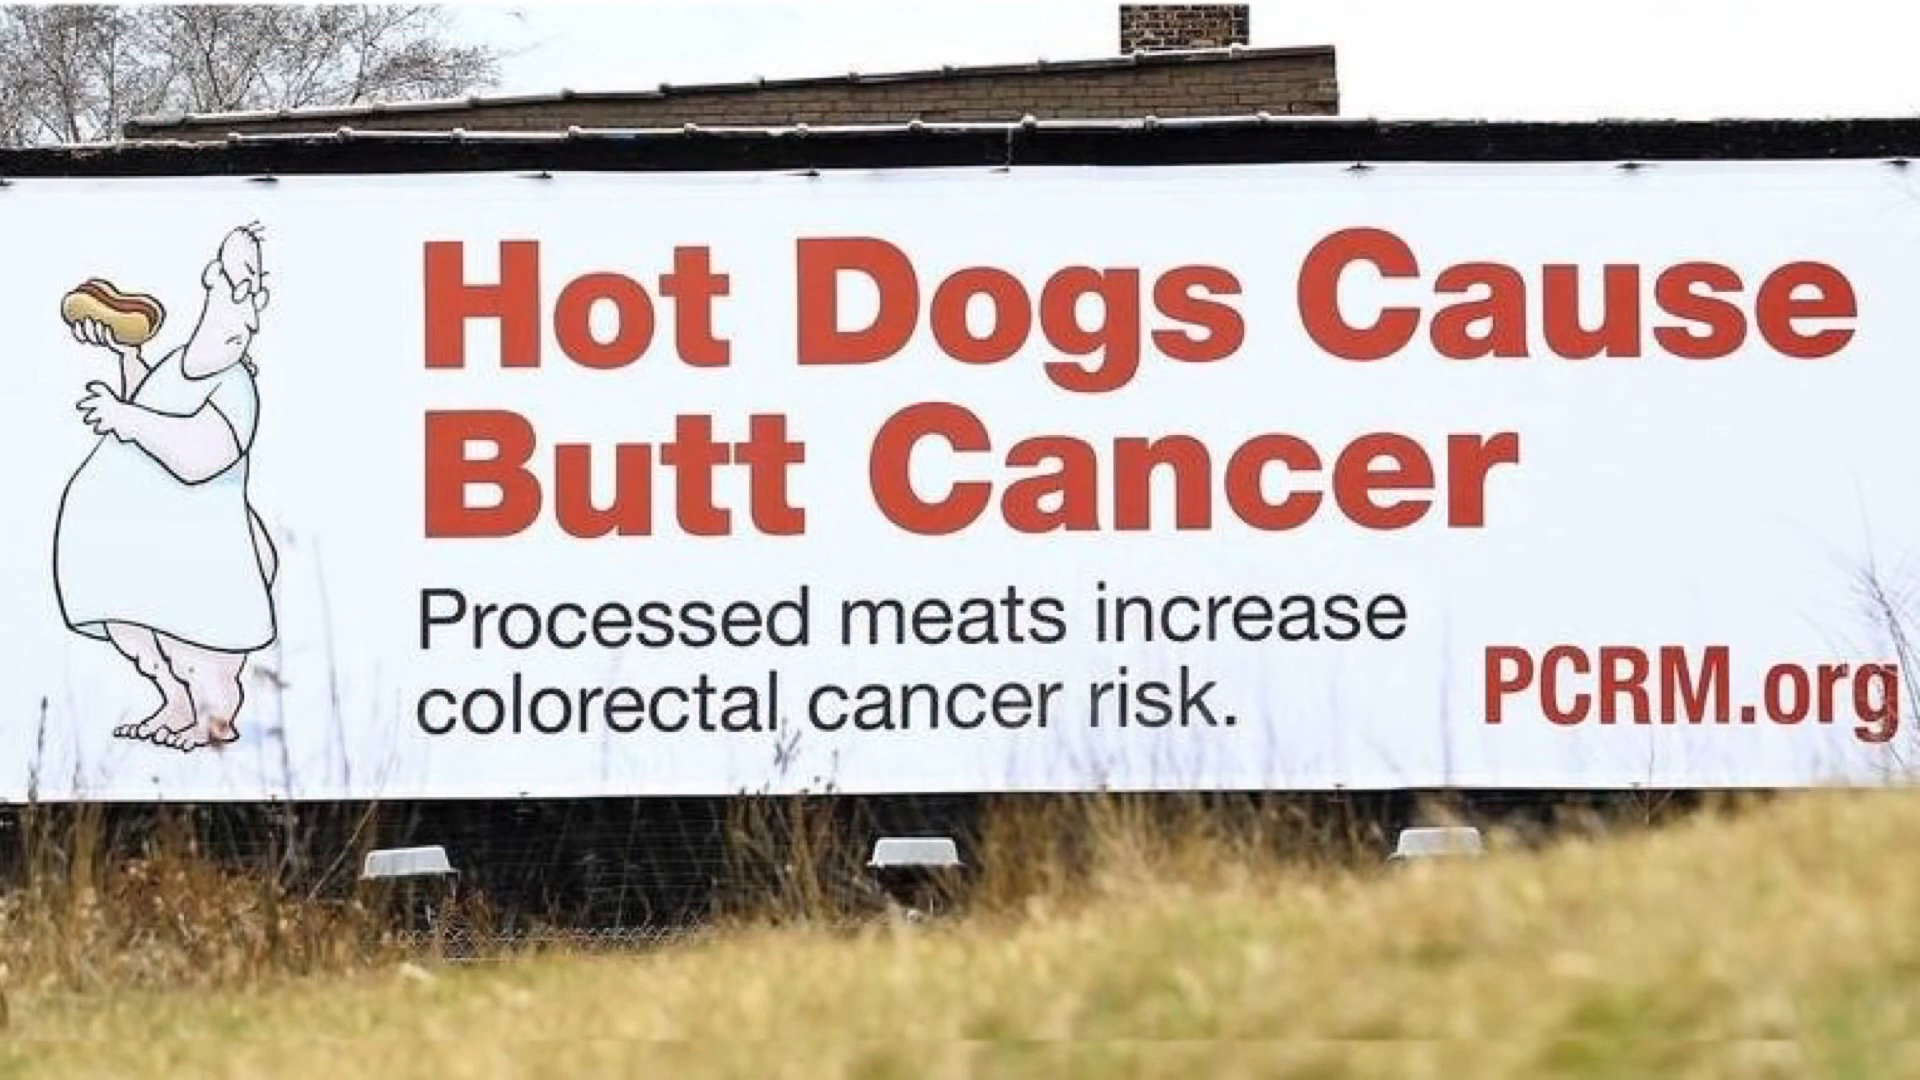 Hot Dogs Cause
Butt Cancer
Processed meats increase
colorectal cancer risk.
PCRM.org